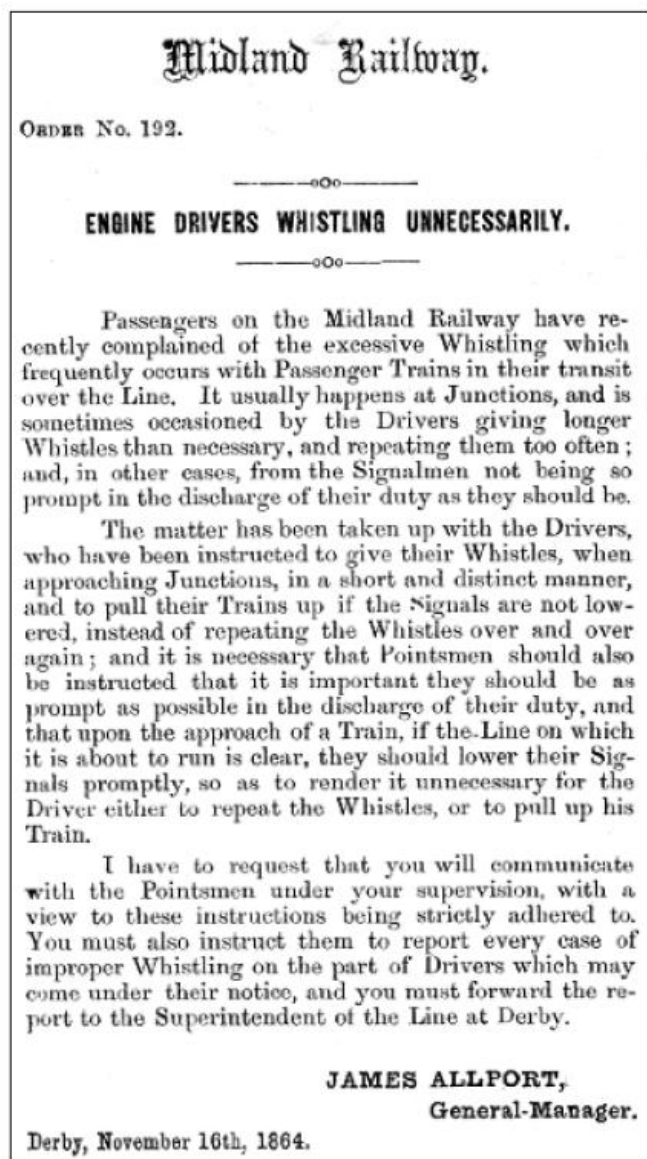 Midland Railway.
ORDER No. 192.
ENGINE DRIVERS WHISTLING UNNECESSARILY.
Passengers on the Midland Railway have re-
cently complained of the excessive Whistling which
frequently occurs with Passenger Trains in their transit
over the Line. It usually happens at Junctions, and is
sometimes occasioned by the Drivers giving longer
Whistles than necessary, and repeating them too often;
and, in other cases, from the Signalmen not being so
prompt in the discharge of their duty as they should be.
The matter has been taken up with the Drivers,
who have been instructed to give their Whistles, when
approaching Junctions, in a short and distinct manner,
and to pull their Trains up if the Signals are not low-
ered, instead of repeating the Whistles over and over
again; and it is necessary that Pointsmen should also
be instructed that it is important they should be as
prompt as possible in the discharge of their duty, and
that upon the approach of a Train, if the Line on which
it is about to run is clear, they should lower their Sig-
nals promptly, so as to render it unnecessary for the
Driver either to repeat the Whistles, or to pull up his
Train.
I have to request that you will communicate
with the Pointsmen under your supervision, with a
view to these instructions being strictly adhered to.
You must also instruct them to report every case of
improper Whistling on the part of Drivers which may
come under their notice, and you must forward the re-
port to the Superintendent of the Line at Derby.
JAMES ALLPORT,
General-Manager.
Derby, November 16th, 1864.